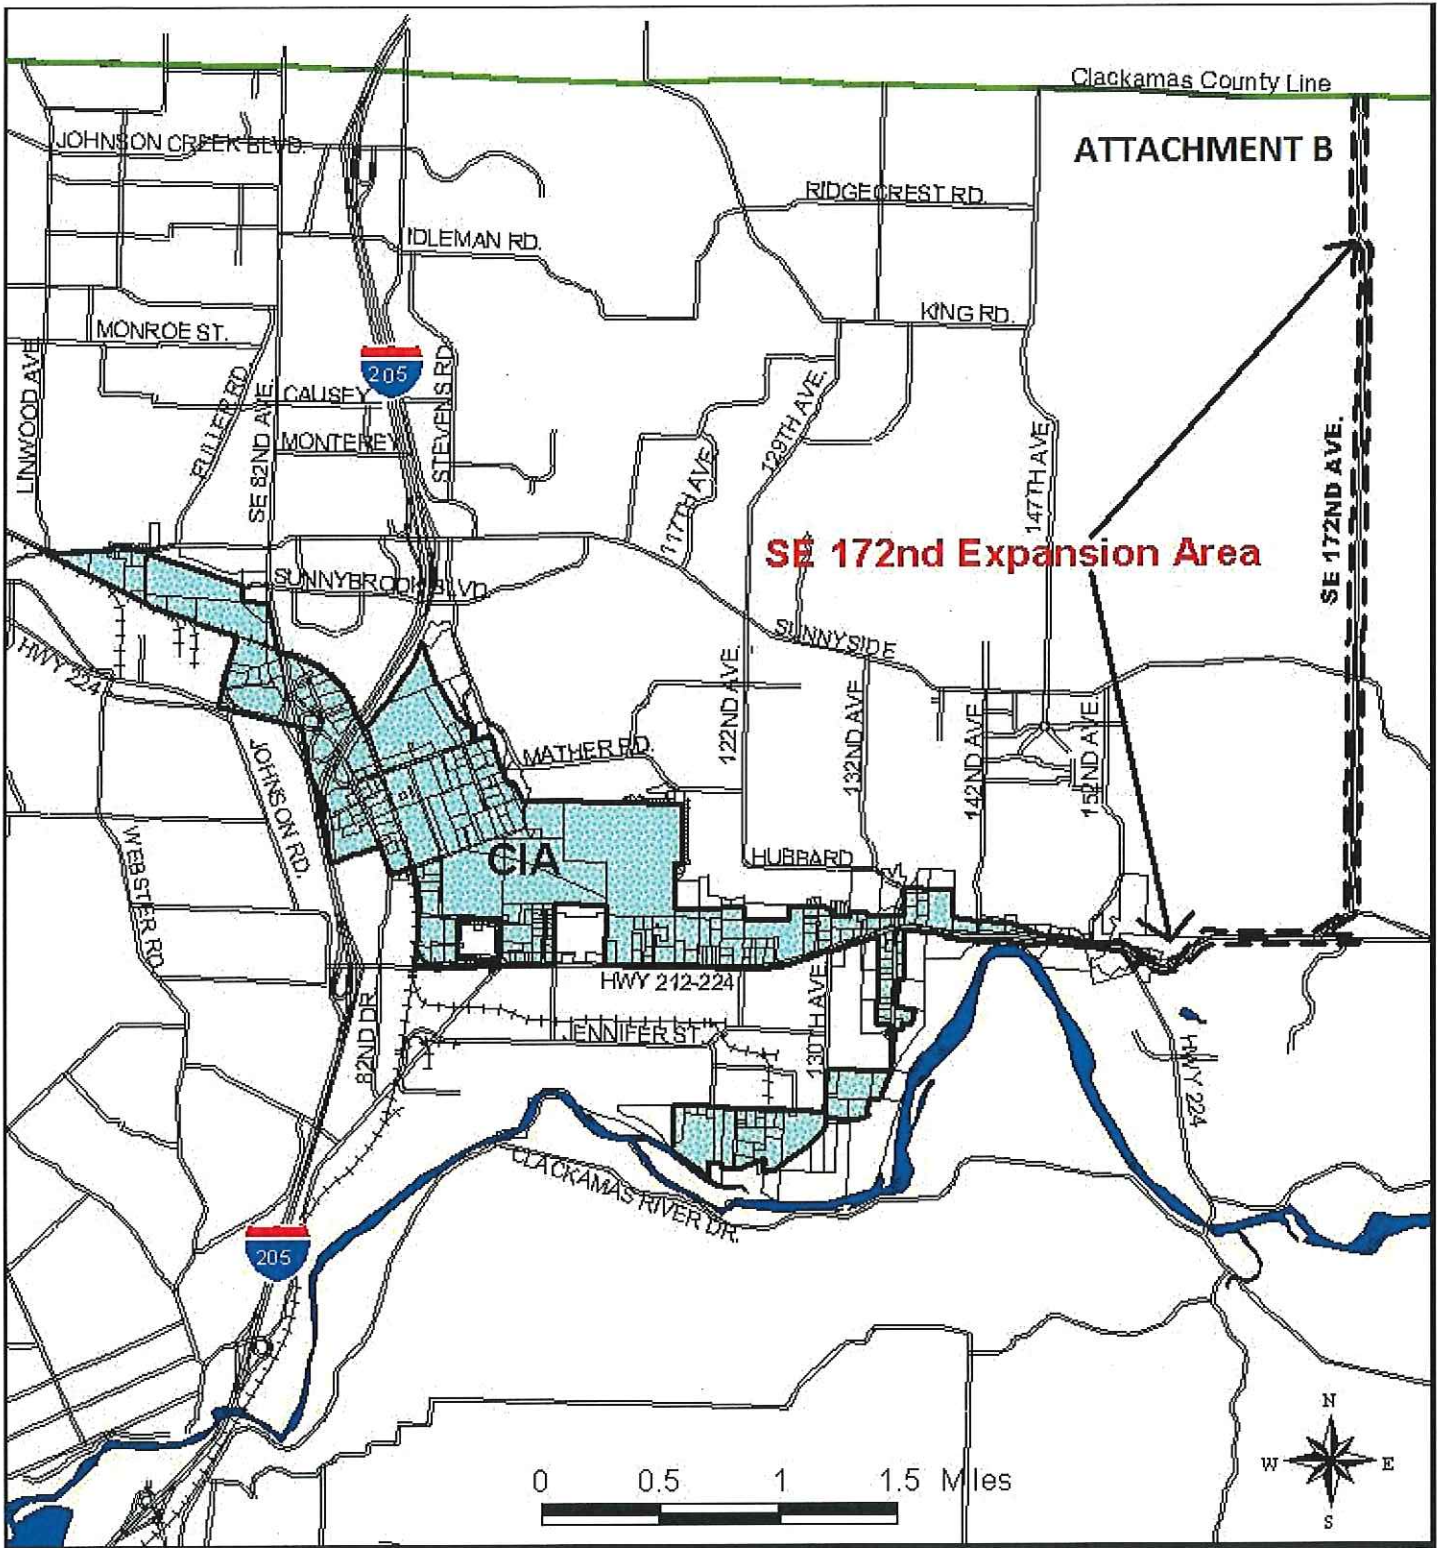 Clackamas County Line
ATTACHMENT B
JOHNSON CREEK BLVD.
RIDGECREST RD.
IDLEMAN RD.
KING RD.
MONROE ST.
LINWOOD AVE
FULLER RD.
SE 82ND AVE.
205
CAUSEY
MONTEREY
STEVENS RD
117TH AVE
129TH AVE.
147TH AVE
SE 172ND AVE.
SE 172nd Expansion Area
SUNNYBROOK BLVD
SUNNYSIDE
HWY 224
JOHNSON RD.
MATHER RD.
122ND AVE
132ND AVE
142ND AVE
152ND AVE
WEBSTER RD
CIA
HUBBARD
HWY 212-224
82ND DR
JENNIFER ST.
130TH AVE
HWY 224
CLACKAMAS RIVER DR.
205
0 0.5 1 1.5 Miles
N
W E
S